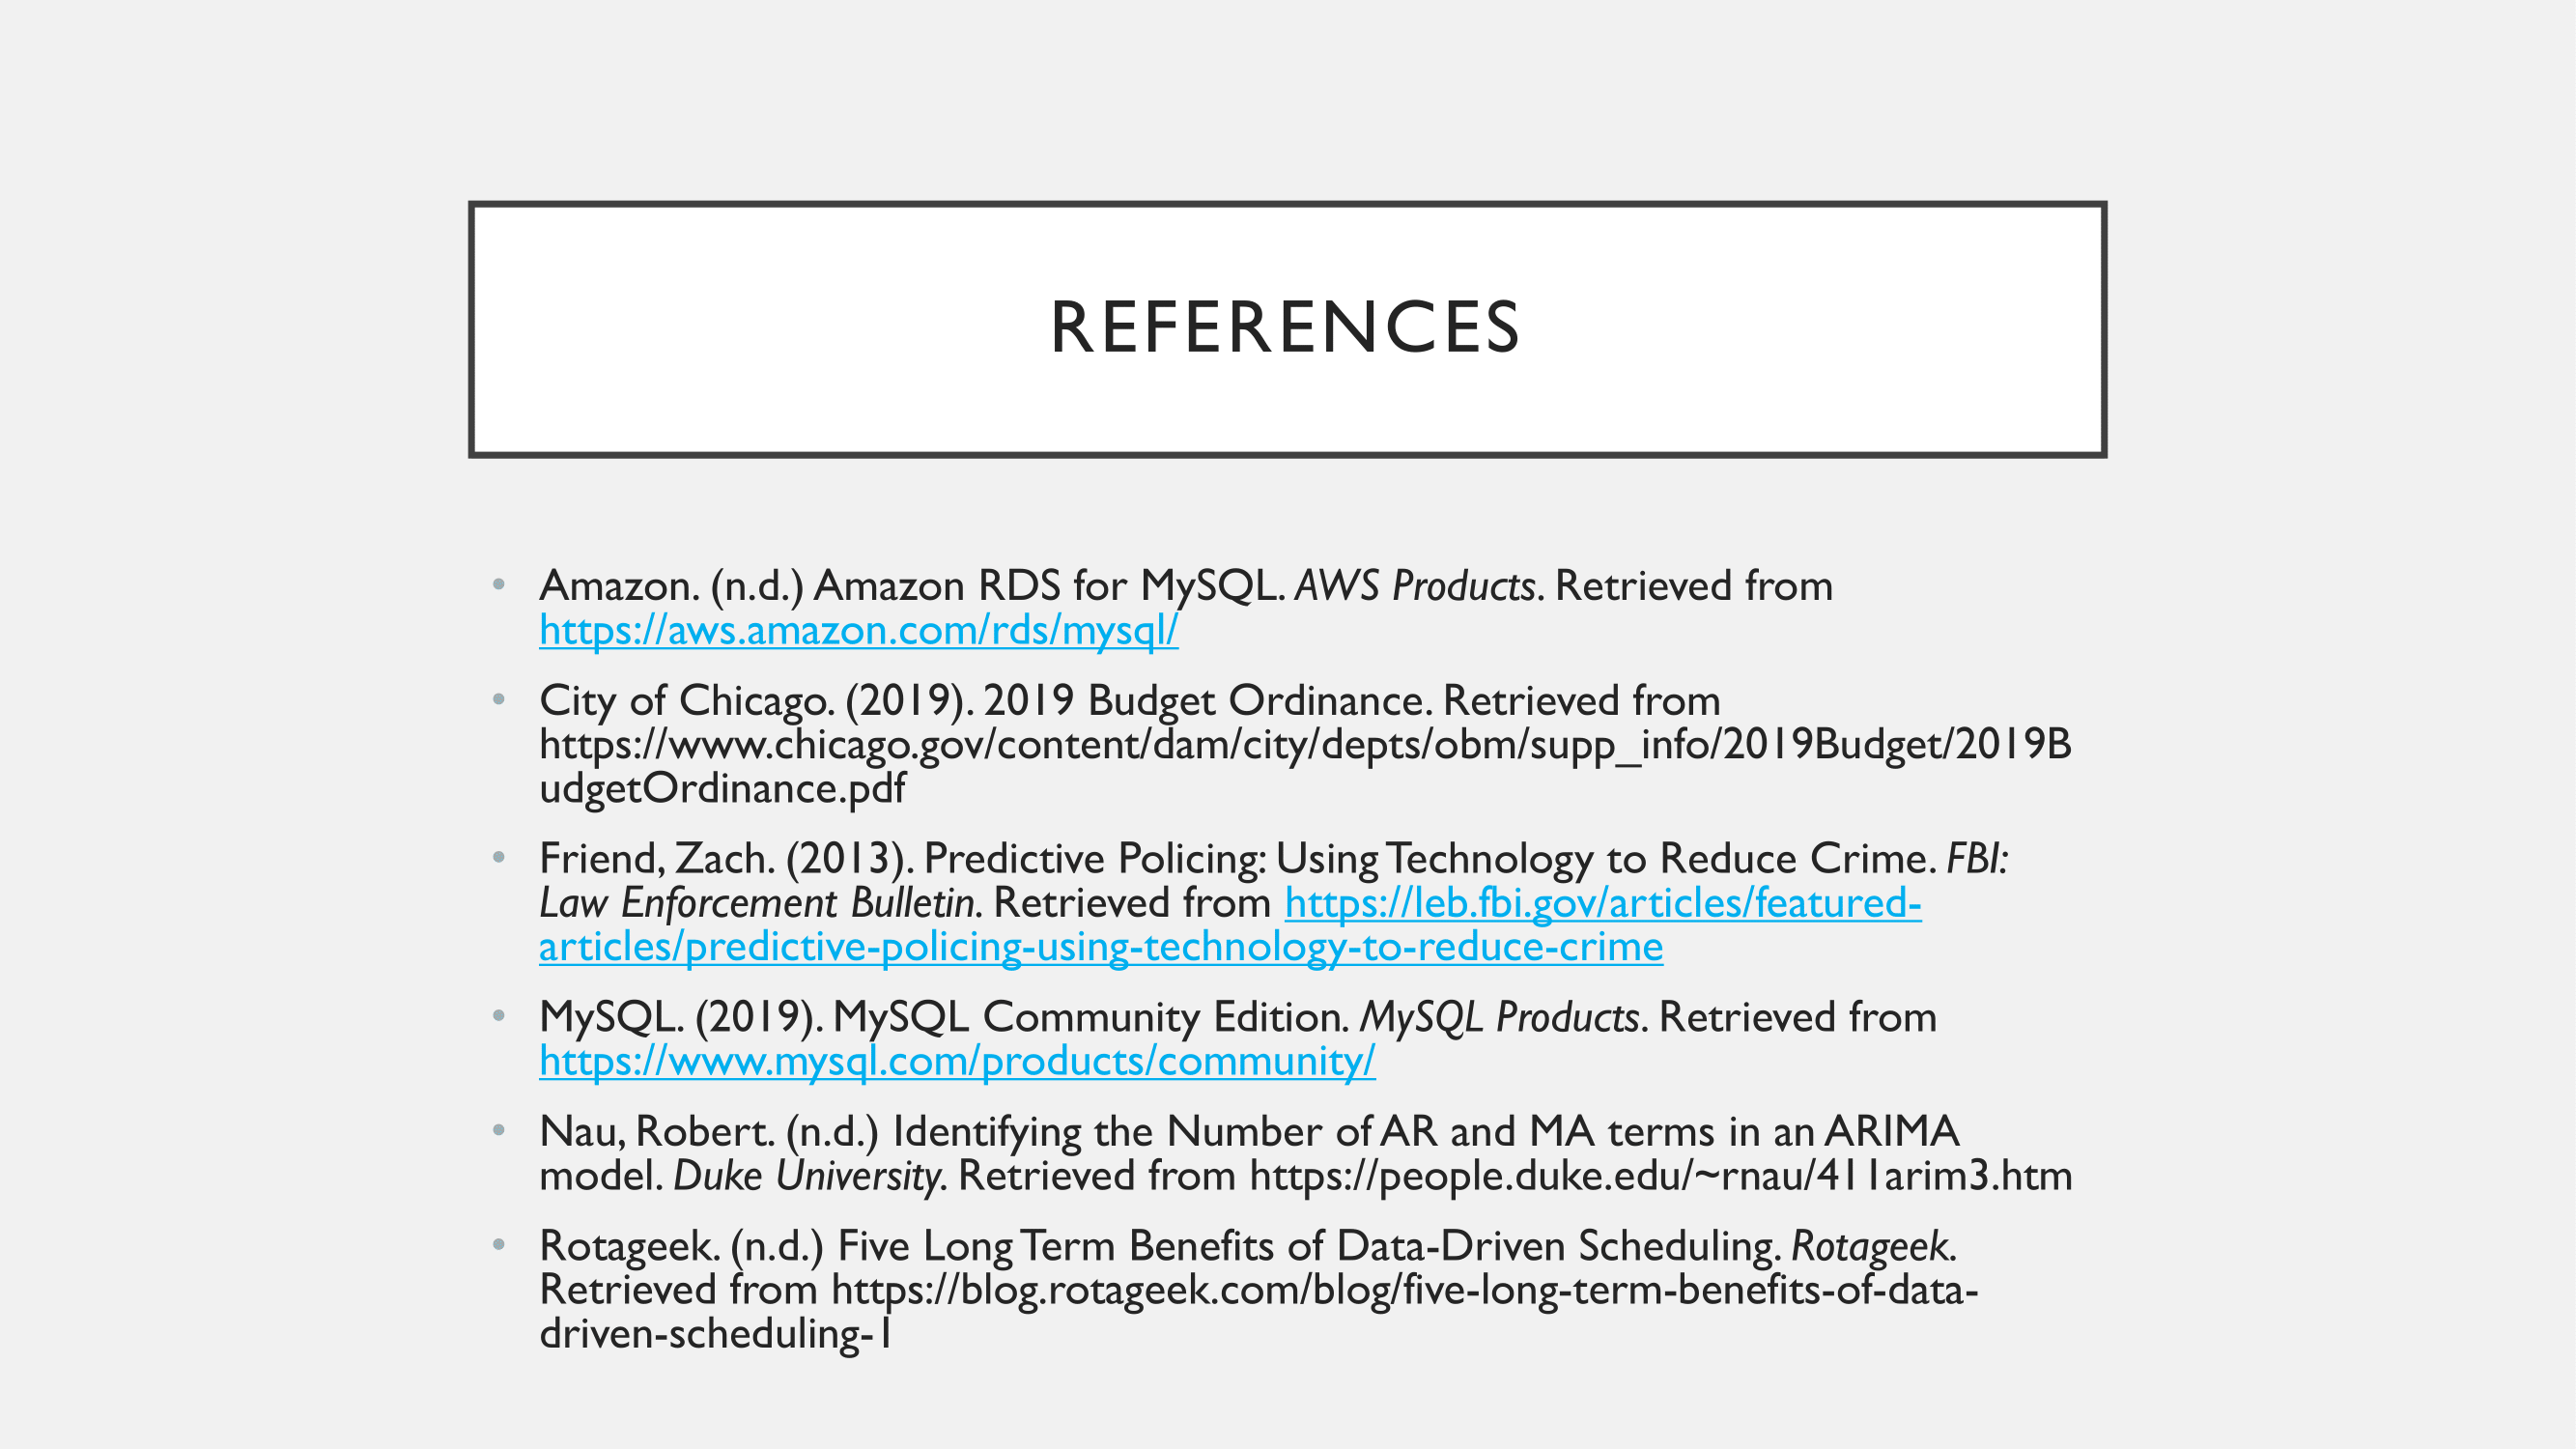 REFERENCES
• Amazon. (n.d.) Amazon RDS for MySQL. AWS Products. Retrieved from
https://aws.amazon.com/rds/mysql/
• City of Chicago. (2019). 2019 Budget Ordinance. Retrieved from
https://www.chicago.gov/content/dam/city/depts/obm/supp_info/2019Budget/2019B
udgetOrdinance.pdf
• Friend, Zach. (2013). Predictive Policing: Using Technology to Reduce Crime. FBI:
Law Enforcement Bulletin. Retrieved from https://leb.fbi.gov/articles/featured-
articles/predictive-policing-using-technology-to-reduce-crime
• MySQL. (2019). MySQL Community Edition. MySQL Products. Retrieved from
https://www.mysql.com/products/community/
• Nau, Robert. (n.d.) Identifying the Number of AR and MA terms in an ARIMA
model. Duke University. Retrieved from https://people.duke.edu/~rnau/411arim3.htm
• Rotageek. (n.d.) Five Long Term Benefits of Data-Driven Scheduling. Rotageek.
Retrieved from https://blog.rotageek.com/blog/five-long-term-benefits-of-data-
driven-scheduling-1